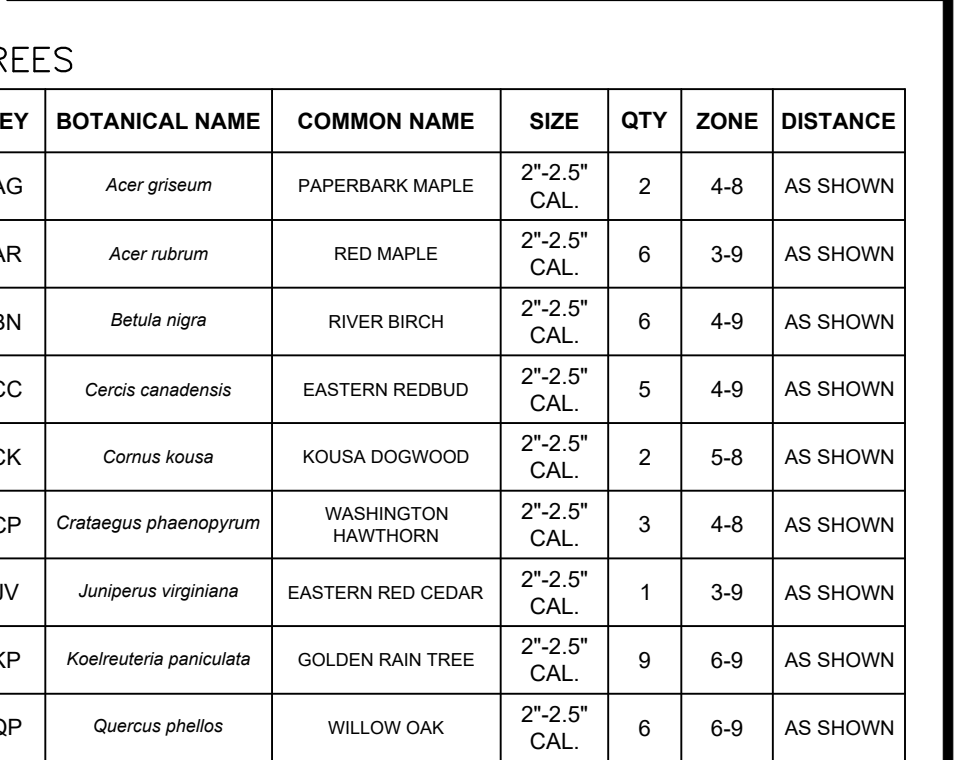 REES
EY BOTANICAL NAME COMMON NAME SIZE QTY ZONE DISTANCE
AG Acer griseum PAPERBARK MAPLE 2"-2.5" CAL. 2 4-8 AS SHOWN
AR Acer rubrum RED MAPLE 2"-2.5" CAL. 6 3-9 AS SHOWN
BN Betula nigra RIVER BIRCH 2"-2.5" CAL. 6 4-9 AS SHOWN
CC Cercis canadensis EASTERN REDBUD 2"-2.5" CAL. 5 4-9 AS SHOWN
CK Cornus kousa KOUSA DOGWOOD 2"-2.5" CAL. 2 5-8 AS SHOWN
CP Crataegus phaenopyrum WASHINGTON HAWTHORN 2"-2.5" CAL. 3 4-8 AS SHOWN
JV Juniperus virginiana EASTERN RED CEDAR 2"-2.5" CAL. 1 3-9 AS SHOWN
KP Koelreuteria paniculata GOLDEN RAIN TREE 2"-2.5" CAL. 9 6-9 AS SHOWN
QP Quercus phellos WILLOW OAK 2"-2.5" CAL. 6 6-9 AS SHOWN